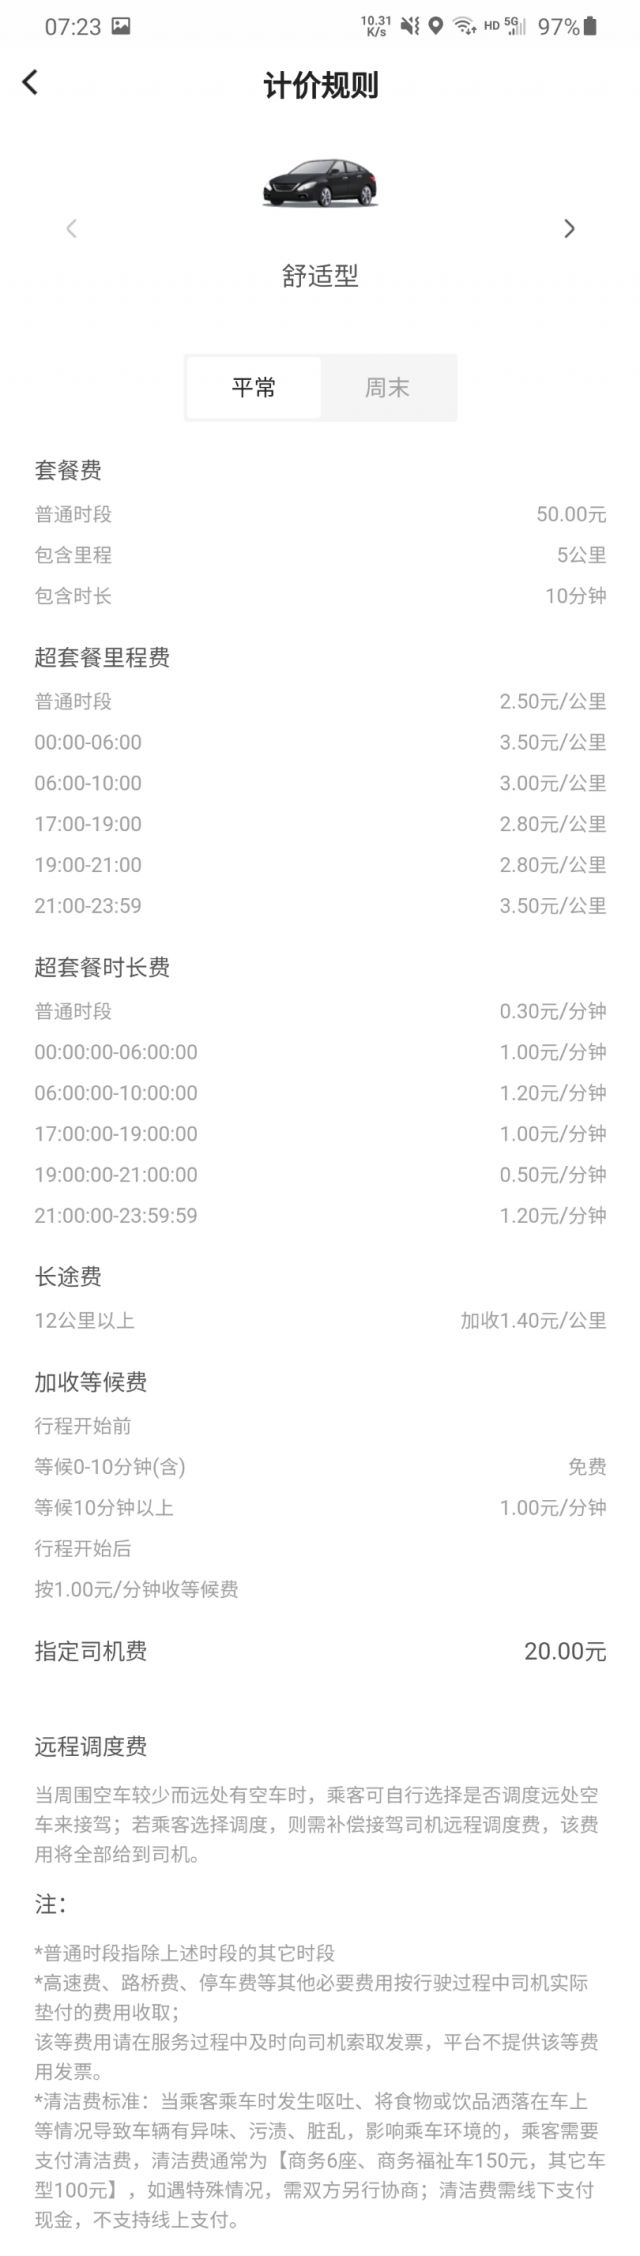 07:23
10.31 K/s HD 5G 97%
计价规则
舒适型
平常 周末
套餐费
普通时段 50.00元
包含里程 5公里
包含时长 10分钟
超套餐里程费
普通时段 2.50元/公里
00:00-06:00 3.50元/公里
06:00-10:00 3.00元/公里
17:00-19:00 2.80元/公里
19:00-21:00 2.80元/公里
21:00-23:59 3.50元/公里
超套餐时长费
普通时段 0.30元/分钟
00:00:00-06:00:00 1.00元/分钟
06:00:00-10:00:00 1.20元/分钟
17:00:00-19:00:00 1.00元/分钟
19:00:00-21:00:00 0.50元/分钟
21:00:00-23:59:59 1.20元/分钟
长途费
12公里以上 加收1.40元/公里
加收等候费
行程开始前
等候0-10分钟(含) 免费
等候10分钟以上 1.00元/分钟
行程开始后
按1.00元/分钟收等候费
指定司机费 20.00元
远程调度费
当周围空车较少而远处有空车时，乘客可自行选择是否调度远处空
车来接驾；若乘客选择调度，则需补偿接驾司机远程调度费，该费
用将全部给到司机。
注：
*普通时段指除上述时段的其它时段
*高速费、路桥费、停车费等其他必要费用按行驶过程中司机实际
垫付的费用收取；
该等费用请在服务过程中及时向司机索取发票，平台不提供该等费
用发票。
*清洁费标准：当乘客乘车时发生呕吐、将食物或饮品洒落在车上
等情况导致车辆有异味、污渍、脏乱，影响乘车环境的，乘客需要
支付清洁费，清洁费通常为【商务6座、商务福祉车150元，其它车
型100元】，如遇特殊情况，需双方另行协商；清洁费需线下支付
现金，不支持线上支付。